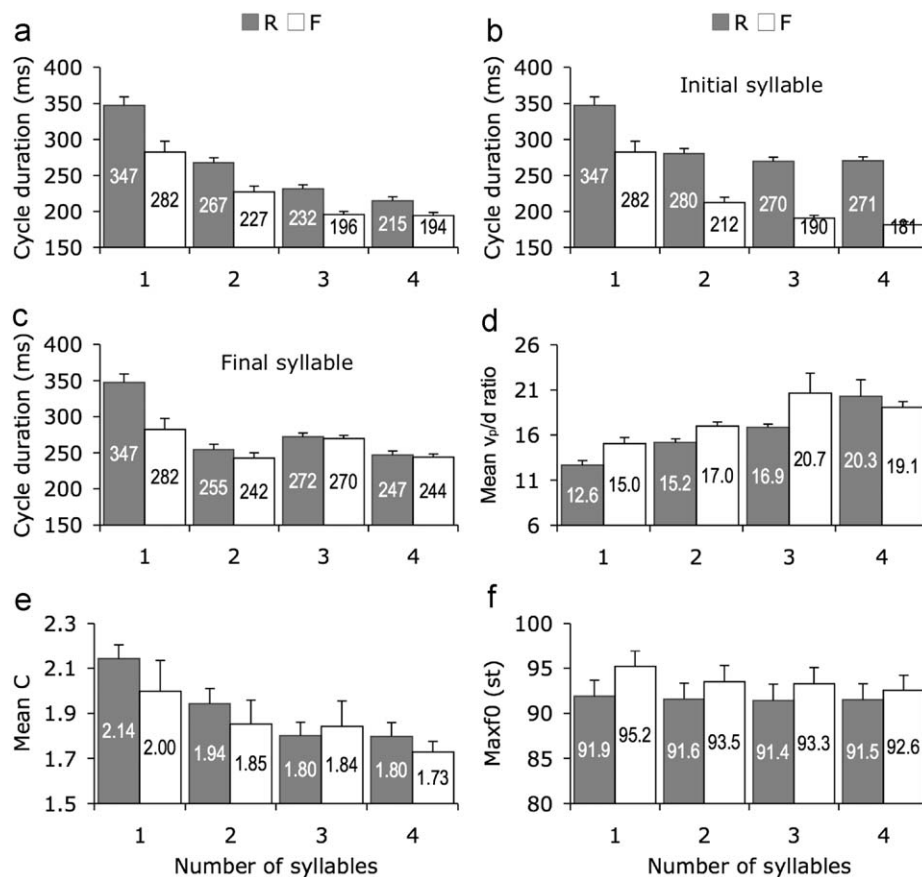 a
R F
Cycle duration (ms)
400
350
300
250
200
150
347 282 267 227 232 196 215 194
1 2 3 4
b
R F
Initial syllable
Cycle duration (ms)
400
350
300
250
200
150
347 282 280 212 270 190 271 181
1 2 3 4
c
Final syllable
Cycle duration (ms)
400
350
300
250
200
150
347 282 255 242 272 270 247 244
1 2 3 4
d
Mean vp/d ratio
26
21
16
11
6
12.6 15.0 15.2 17.0 16.9 20.7 20.3 19.1
1 2 3 4
e
Mean C
2.3
2.1
1.9
1.7
1.5
2.14 2.00 1.94 1.85 1.80 1.84 1.80 1.73
1 2 3 4
Number of syllables
f
Maxf0 (st)
100
95
90
85
80
91.9 95.2 91.6 93.5 91.4 93.3 91.5 92.6
1 2 3 4
Number of syllables